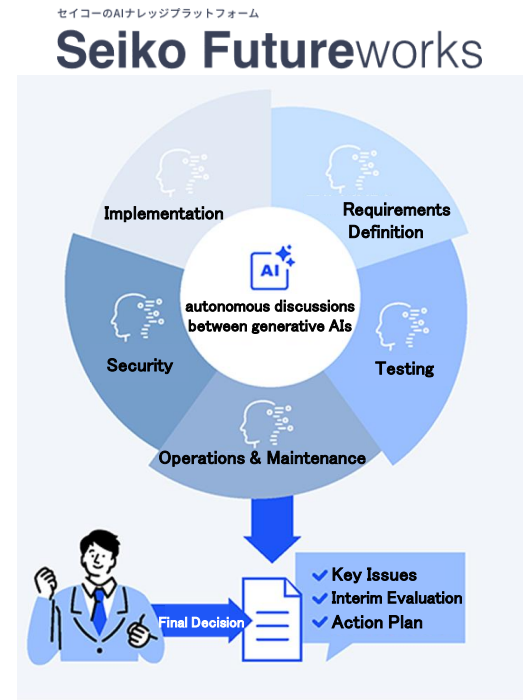 セイコーのAIナレッジプラットフォーム
Seiko Futureworks
Implementation
Requirements
Definition
AI
autonomous discussions
between generative AIs
Security
Testing
Operations & Maintenance
Key Issues
Interim Evaluation
Final Decision
Action Plan